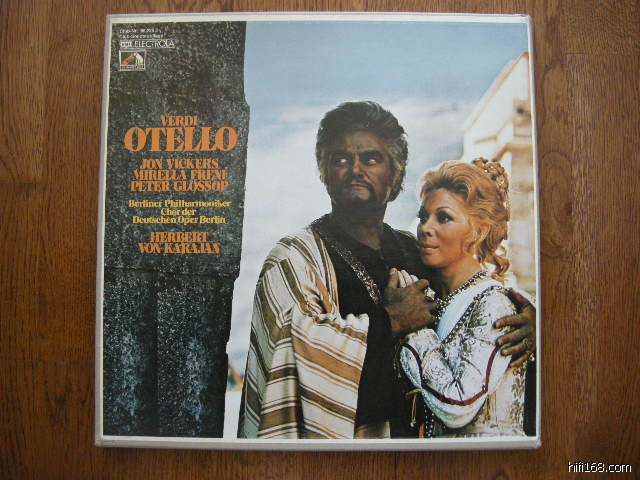 EMI ELECTROLA
VERDI
OTELLO
JON VICKERS
MIRELLA FRENI
PETER GLOSSOP
Berliner Philharmoniker
Chor der
Deutschen Oper Berlin
HERBERT
VON KARAJAN
hifi168.com